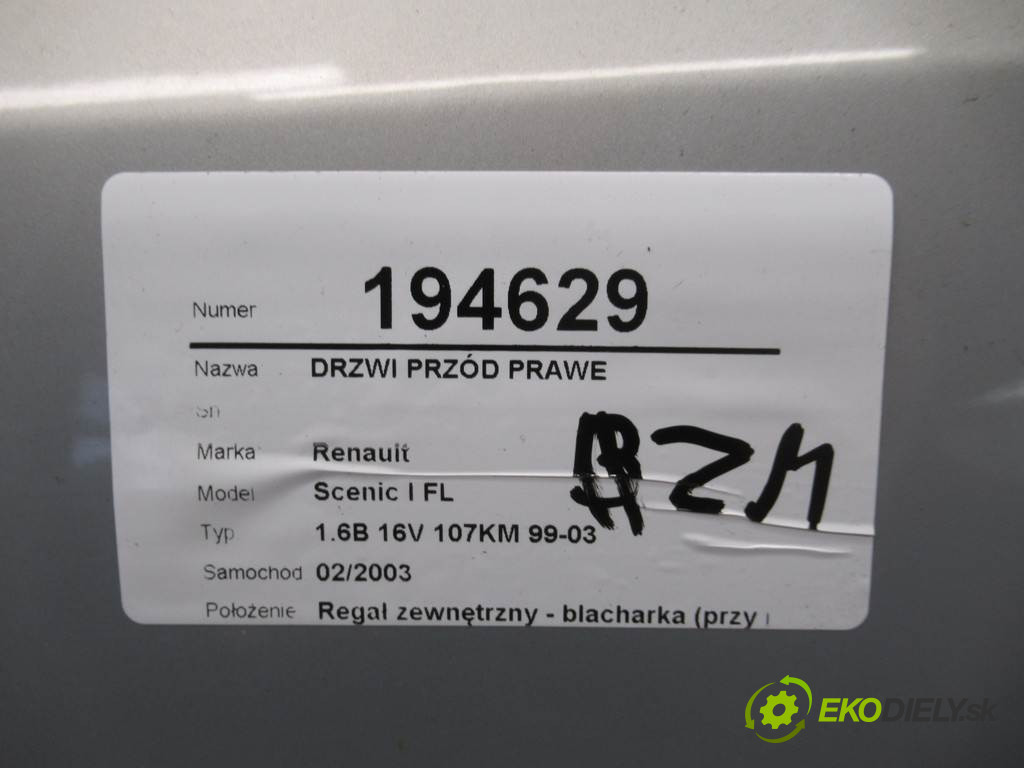 Numer 194629
Nazwa DRZWI PRZÓD PRAWE
Sn
Marka Renault
Model Scenic I FL
Typ 1.6B 16V 107KM 99-03
Samochod 02/2003
Położenie Regał zewnętrzny - blacharka (przy
EKODIELY.sk